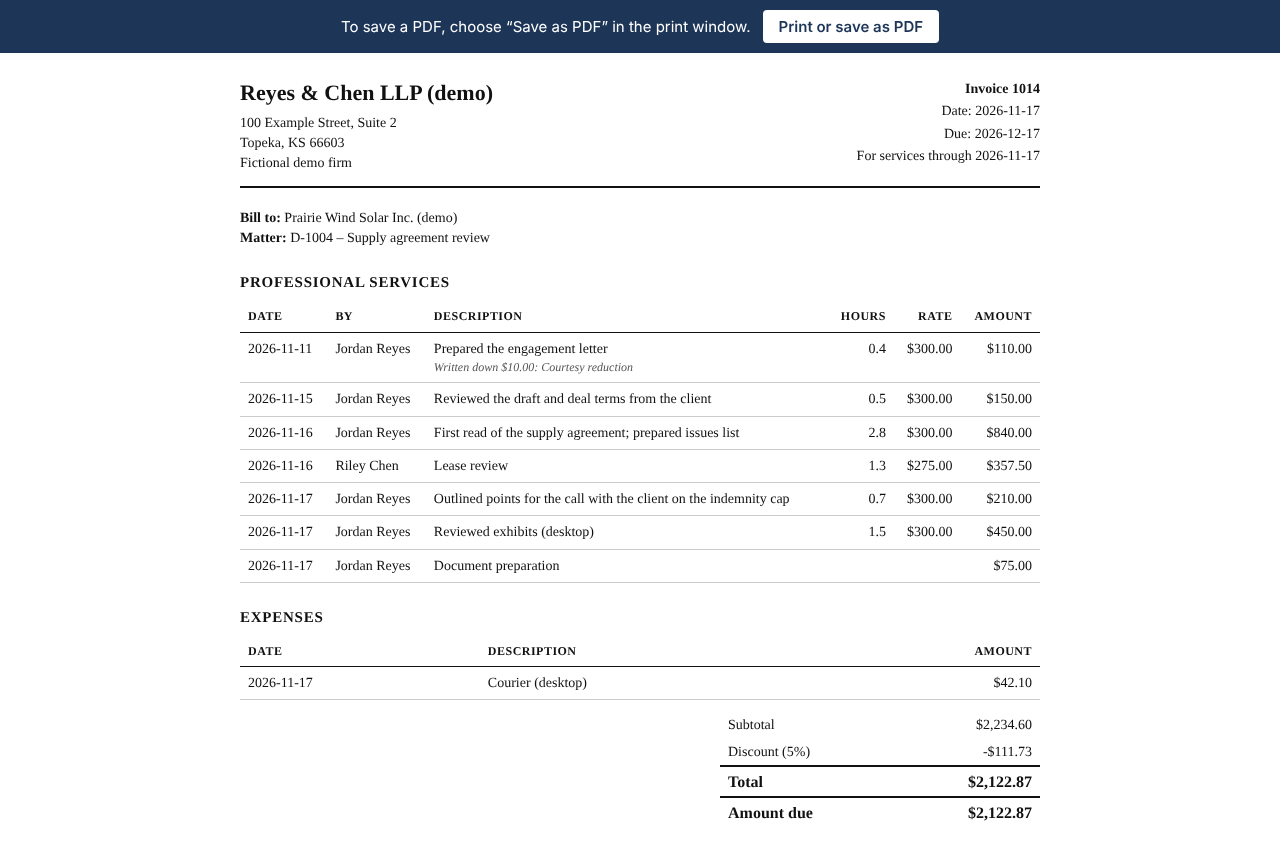 To save a PDF, choose “Save as PDF” in the print window. Print or save as PDF
Reyes & Chen LLP (demo)
100 Example Street, Suite 2
Topeka, KS 66603
Fictional demo firm
Invoice 1014
Date: 2026-11-17
Due: 2026-12-17
For services through 2026-11-17
Bill to: Prairie Wind Solar Inc. (demo)
Matter: D-1004 – Supply agreement review
PROFESSIONAL SERVICES
DATE BY DESCRIPTION HOURS RATE AMOUNT
2026-11-11 Jordan Reyes Prepared the engagement letter 0.4 $300.00 $110.00
Written down $10.00: Courtesy reduction
2026-11-15 Jordan Reyes Reviewed the draft and deal terms from the client 0.5 $300.00 $150.00
2026-11-16 Jordan Reyes First read of the supply agreement; prepared issues list 2.8 $300.00 $840.00
2026-11-16 Riley Chen Lease review 1.3 $275.00 $357.50
2026-11-17 Jordan Reyes Outlined points for the call with the client on the indemnity cap 0.7 $300.00 $210.00
2026-11-17 Jordan Reyes Reviewed exhibits (desktop) 1.5 $300.00 $450.00
2026-11-17 Jordan Reyes Document preparation $75.00
EXPENSES
DATE DESCRIPTION AMOUNT
2026-11-17 Courier (desktop) $42.10
Subtotal $2,234.60
Discount (5%) -$111.73
Total $2,122.87
Amount due $2,122.87